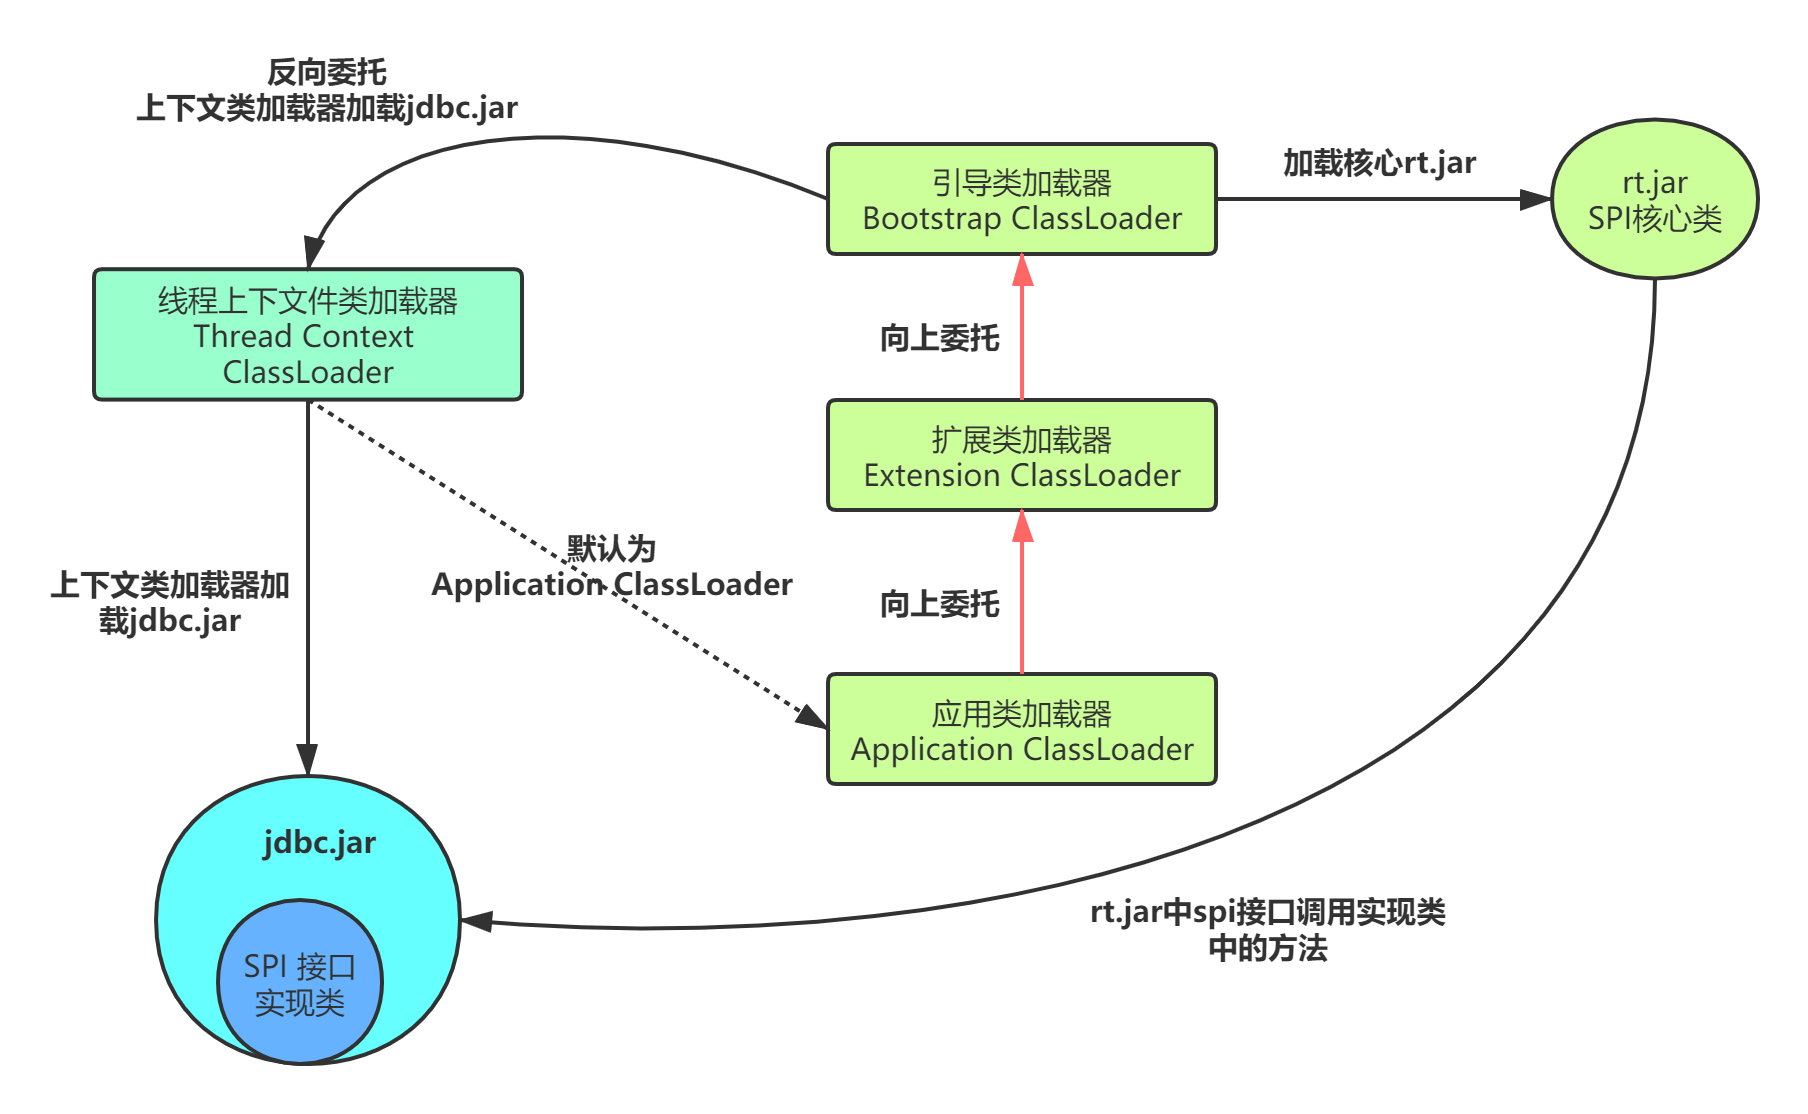 反向委托
上下文类加载器加载jdbc.jar
引导类加载器
Bootstrap ClassLoader
加载核心rt.jar
rt.jar
SPI核心类
线程上下文件类加载器
Thread Context
ClassLoader
向上委托
扩展类加载器
Extension ClassLoader
默认为
Application ClassLoader
上下文类加载器加
载jdbc.jar
向上委托
应用类加载器
Application ClassLoader
jdbc.jar
SPI 接口
实现类
rt.jar中spi接口调用实现类
中的方法